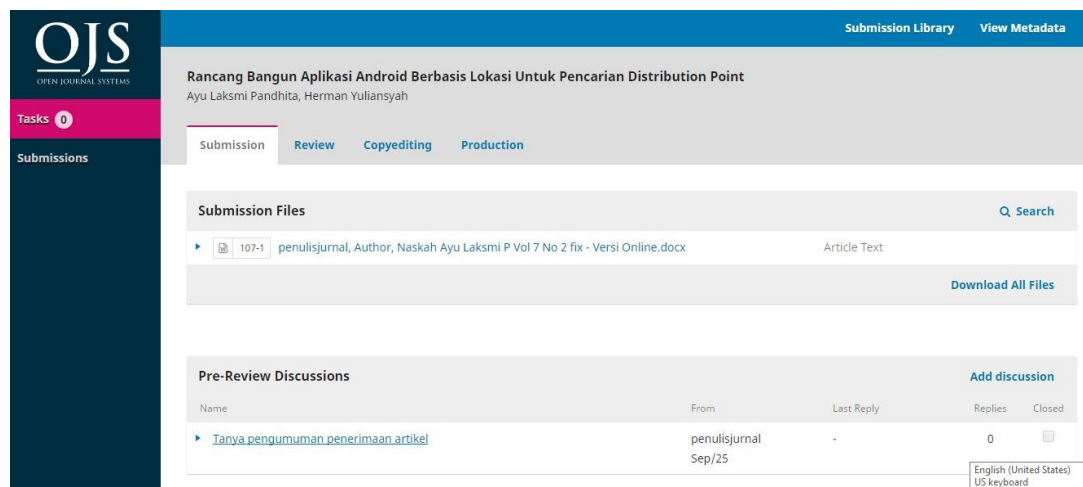 OJS
OPEN JOURNAL SYSTEMS
Tasks 0
Submissions
Submission Library View Metadata
Rancang Bangun Aplikasi Android Berbasis Lokasi Untuk Pencarian Distribution Point
Ayu Laksmi Pandhita, Herman Yuliansyah
Submission Review Copyediting Production
Submission Files Search
107-1 penulisjurnal, Author, Naskah Ayu Laksmi P Vol 7 No 2 fix - Versi Online.docx Article Text
Download All Files
Pre-Review Discussions Add discussion
Name From Last Reply Replies Closed
Tanya pengumuman penerimaan artikel penulisjurnal - 0
Sep/25
English (United States)
US keyboard